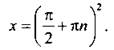 x = (π/2 + πn)².